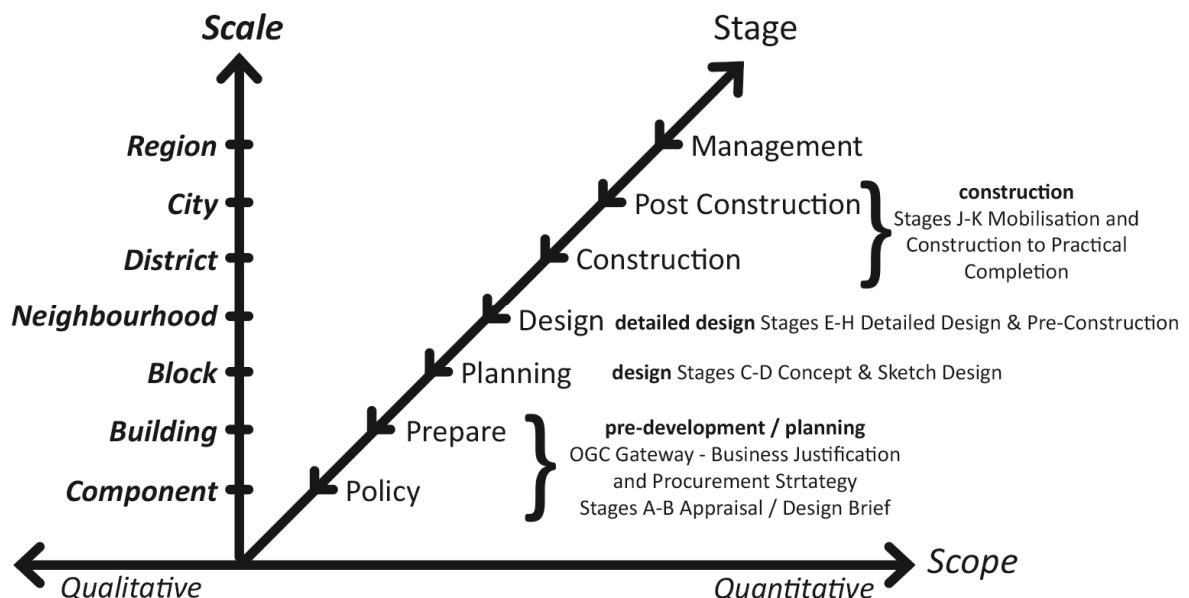 Scale
Stage
Region
Management
City
Post Construction
construction
Stages J-K Mobilisation and
Construction to Practical
Completion
District
Construction
Neighbourhood
Design detailed design Stages E-H Detailed Design & Pre-Construction
Block
Planning design Stages C-D Concept & Sketch Design
Building
Prepare
pre-development / planning
OGC Gateway - Business Justification
and Procurement Strtategy
Stages A-B Appraisal / Design Brief
Component
Policy
Scope
Qualitative
Quantitative